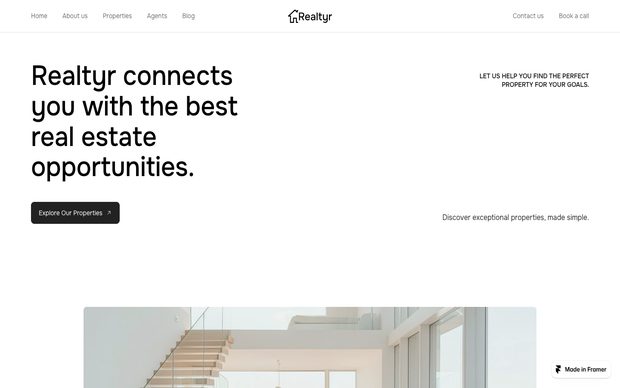 Home
About us
Properties
Agents
Blog
Realtyr
Contact us
Book a call
Realtyr connects
you with the best
real estate
opportunities.
LET US HELP YOU FIND THE PERFECT
PROPERTY FOR YOUR GOALS.
Explore Our Properties
Discover exceptional properties, made simple.
Made in Framer